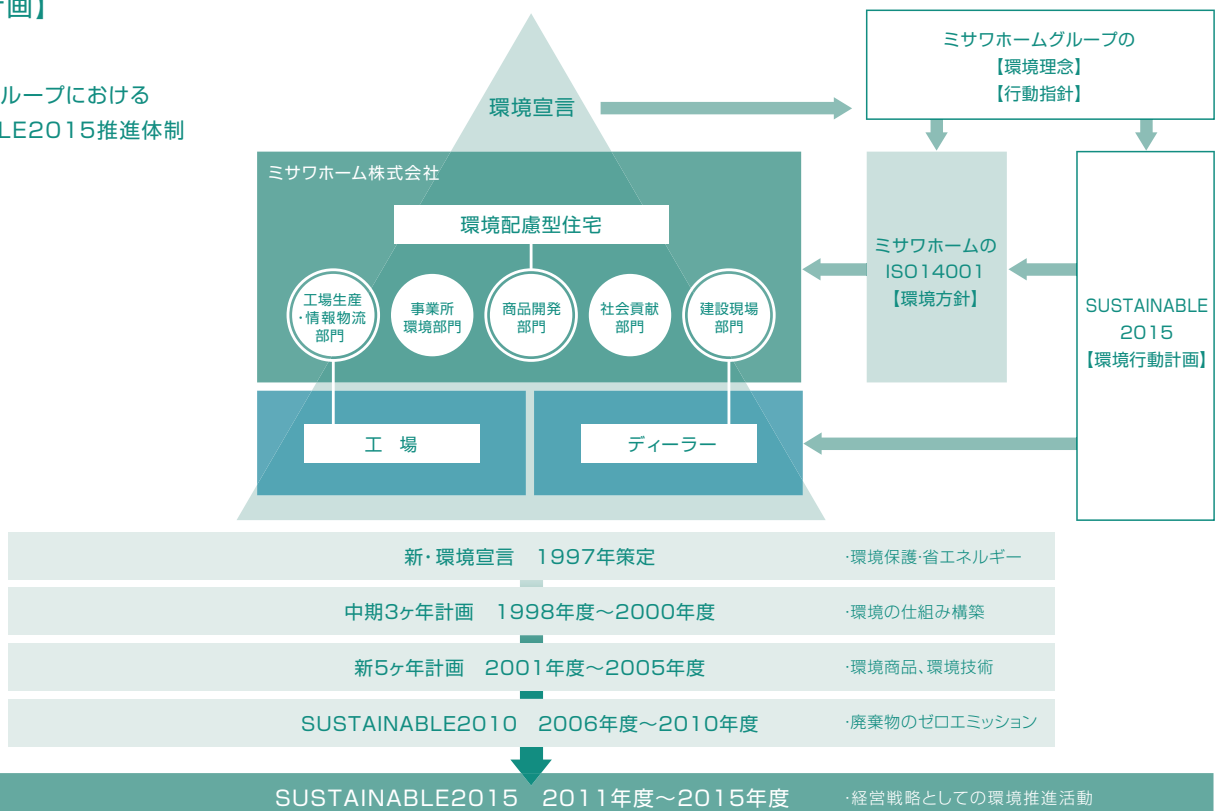 画】
ループにおける
LE2015推進体制
環境宣言
ミサワホームグループの
【環境理念】
【行動指針】
ミサワホーム株式会社
環境配慮型住宅
工場生産
・情報物流
部門
事業所
環境部門
商品開発
部門
社会貢献
部門
建設現場
部門
工 場
ディーラー
ミサワホームの
ISO14001
【環境方針】
SUSTAINABLE
2015
【環境行動計画】
新・環境宣言 1997年策定 ・環境保護・省エネルギー
中期3ヶ年計画 1998年度～2000年度 ・環境の仕組み構築
新5ヶ年計画 2001年度～2005年度 ・環境商品、環境技術
SUSTAINABLE2010 2006年度～2010年度 ・廃棄物のゼロエミッション
SUSTAINABLE2015 2011年度～2015年度 ・経営戦略としての環境推進活動